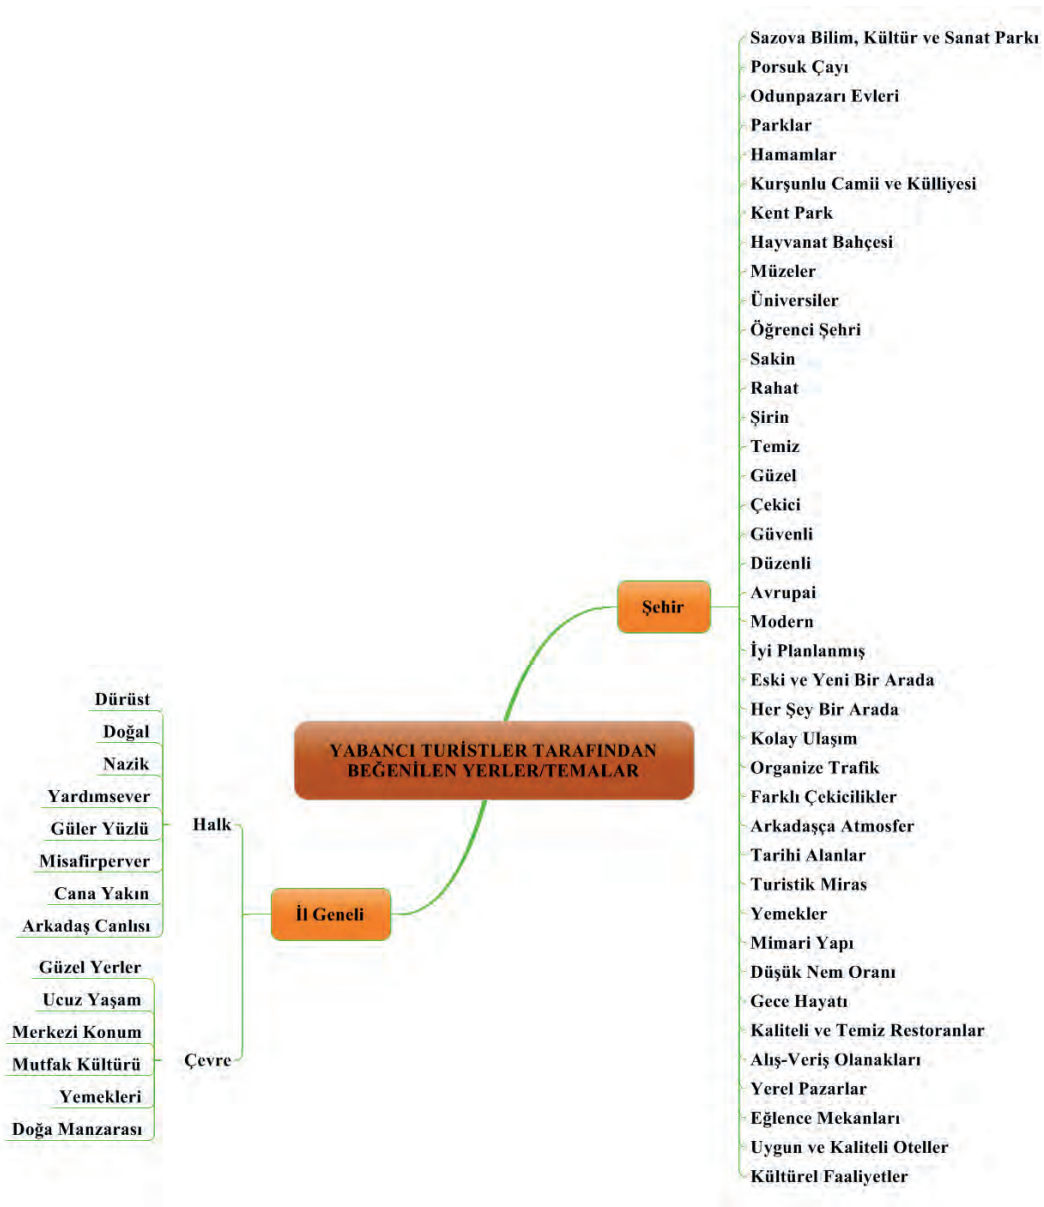 YABANCI TURİSTLER TARAFINDAN
BEĞENİLEN YERLER/TEMALAR
Şehir
Sazova Bilim, Kültür ve Sanat Parkı
Porsuk Çayı
Odunpazarı Evleri
Parklar
Hamamlar
Kurşunlu Camii ve Külliyesi
Kent Park
Hayvanat Bahçesi
Müzeler
Üniversiler
Öğrenci Şehri
Sakin
Rahat
Şirin
Temiz
Güzel
Çekici
Güvenli
Düzenli
Avrupai
Modern
İyi Planlanmış
Eski ve Yeni Bir Arada
Her Şey Bir Arada
Kolay Ulaşım
Organize Trafik
Farklı Çekicilikler
Arkadaşça Atmosfer
Tarihi Alanlar
Turistik Miras
Yemekler
Mimari Yapı
Düşük Nem Oranı
Gece Hayatı
Kaliteli ve Temiz Restoranlar
Alış-Veriş Olanakları
Yerel Pazarlar
Eğlence Mekanları
Uygun ve Kaliteli Oteller
Kültürel Faaliyetler
İl Geneli
Halk
Dürüst
Doğal
Nazik
Yardımsever
Güler Yüzlü
Misafirperver
Cana Yakın
Arkadaş Canlısı
Çevre
Güzel Yerler
Ucuz Yaşam
Merkezi Konum
Mutfak Kültürü
Yemekleri
Doğa Manzarası